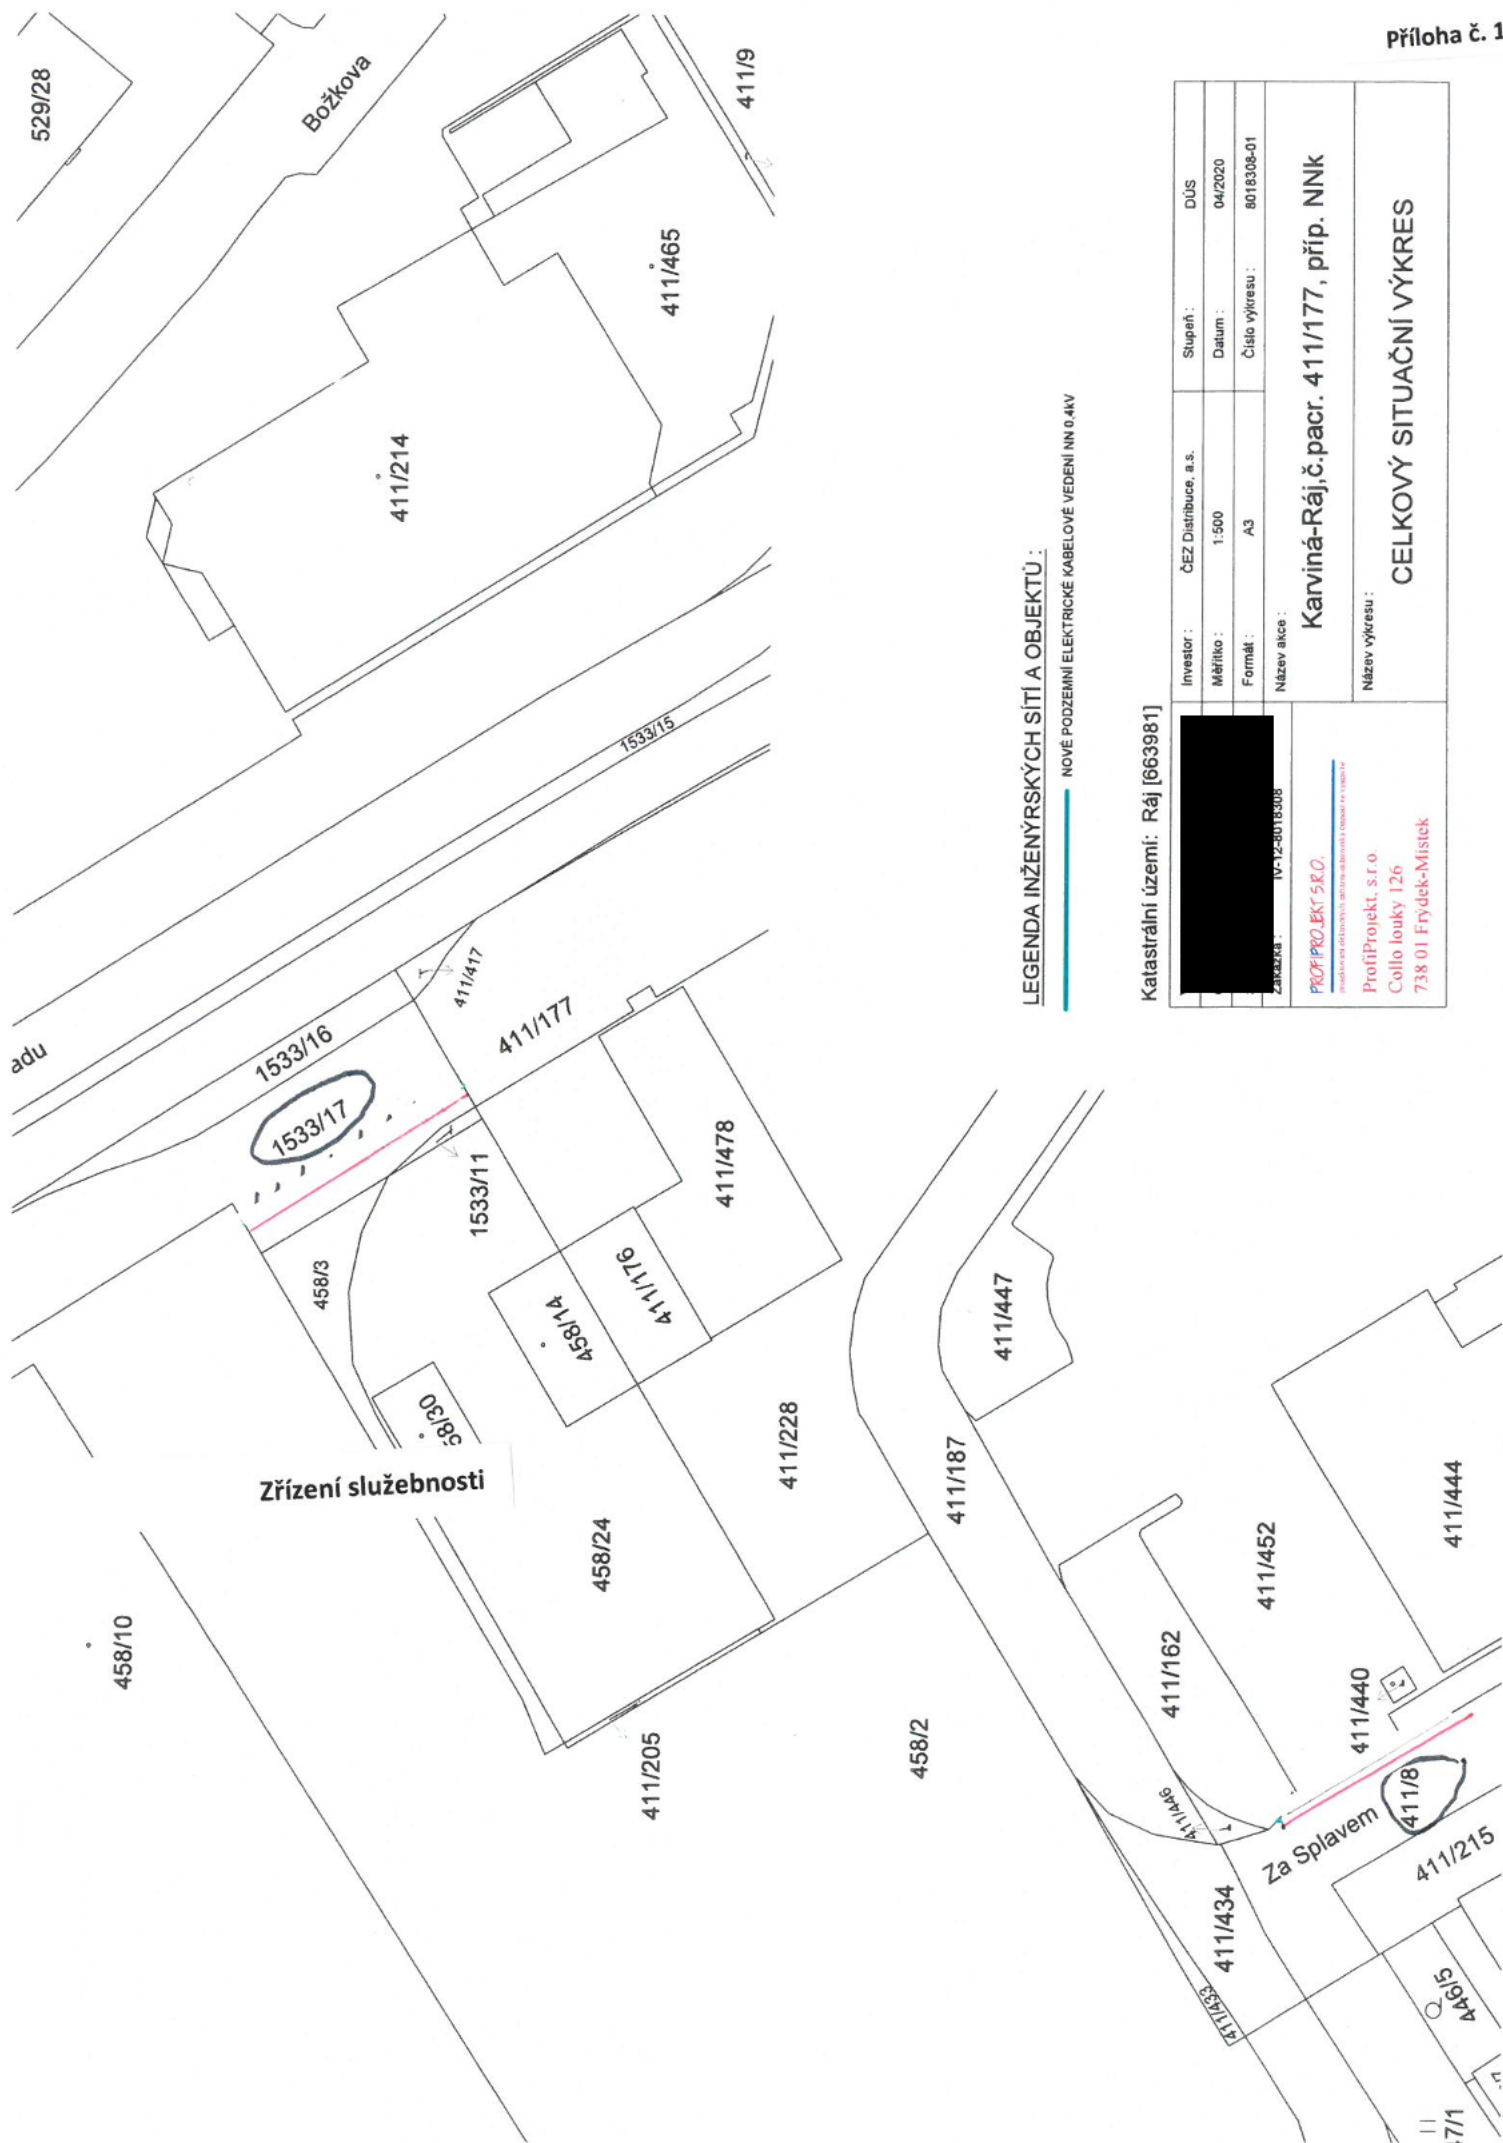 Příloha č. 1
529/28
Božkova
411/9
411/465
411/214
1533/15
adu
1533/16
1533/17
411/417
411/177
1533/11
458/3
411/478
411/176
458/14
58/30
Zřízení služebnosti
458/24
411/228
411/447
411/187
458/10
411/205
458/2
411/452
411/444
411/162
411/440
411/446
Za Splavem
411/8
411/215
411/434
411/433
446/5
7/1
LEGENDA INŽENÝRSKÝCH SÍTÍ A OBJEKTŮ :
NOVÉ PODZEMNÍ ELEKTRICKÉ KABELOVÉ VEDENÍ NN 0,4kV
Katastrální území: Ráj [663981]
Investor : ČEZ Distribuce, a.s. Stupeň : DÚS
Měřítko : 1:500 Datum : 04/2020
Formát : A3 Číslo výkresu : 8018308-01
Zakázka : IV-12-8018308
Název akce :
Karviná-Ráj,č.pacr. 411/177, příp. NNk
Název výkresu :
CELKOVÝ SITUAČNÍ VÝKRES
PROFIPROJEKT S.R.O.
ProfiProjekt, s.r.o.
Collo louky 126
738 01 Frýdek-Místek